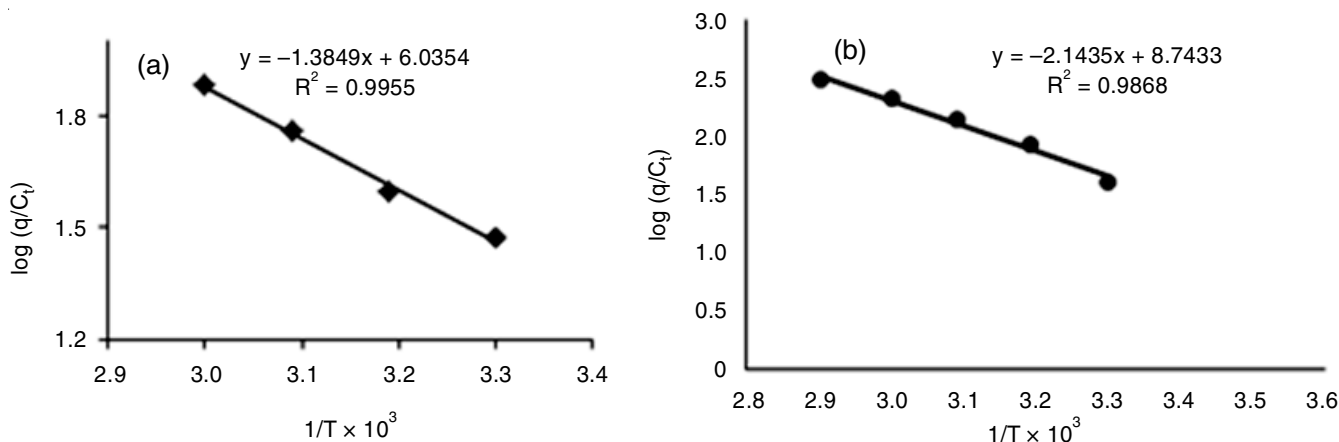 (a)
y = –1.3849x + 6.0354
R² = 0.9955
1.8
1.5
1.2
log (q/Cₜ)
2.9 3.0 3.1 3.2 3.3 3.4
1/T × 10³
(b)
y = –2.1435x + 8.7433
R² = 0.9868
3.0
2.5
2.0
1.5
1.0
0.5
0
log (q/Cₜ)
2.8 2.9 3.0 3.1 3.2 3.3 3.4 3.5 3.6
1/T × 10³